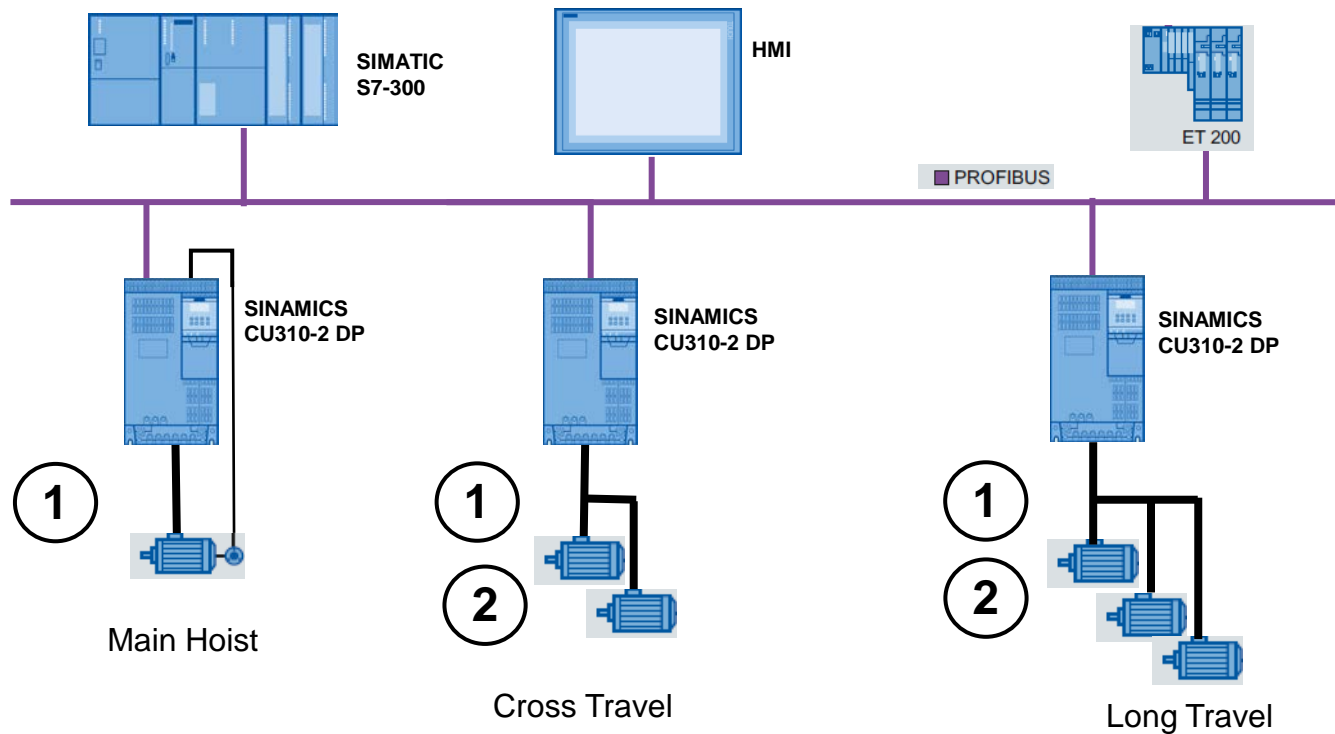 SIMATIC
S7-300
HMI
ET 200
PROFIBUS
SINAMICS
CU310-2 DP
SINAMICS
CU310-2 DP
SINAMICS
CU310-2 DP
1
1
2
1
2
Main Hoist
Cross Travel
Long Travel